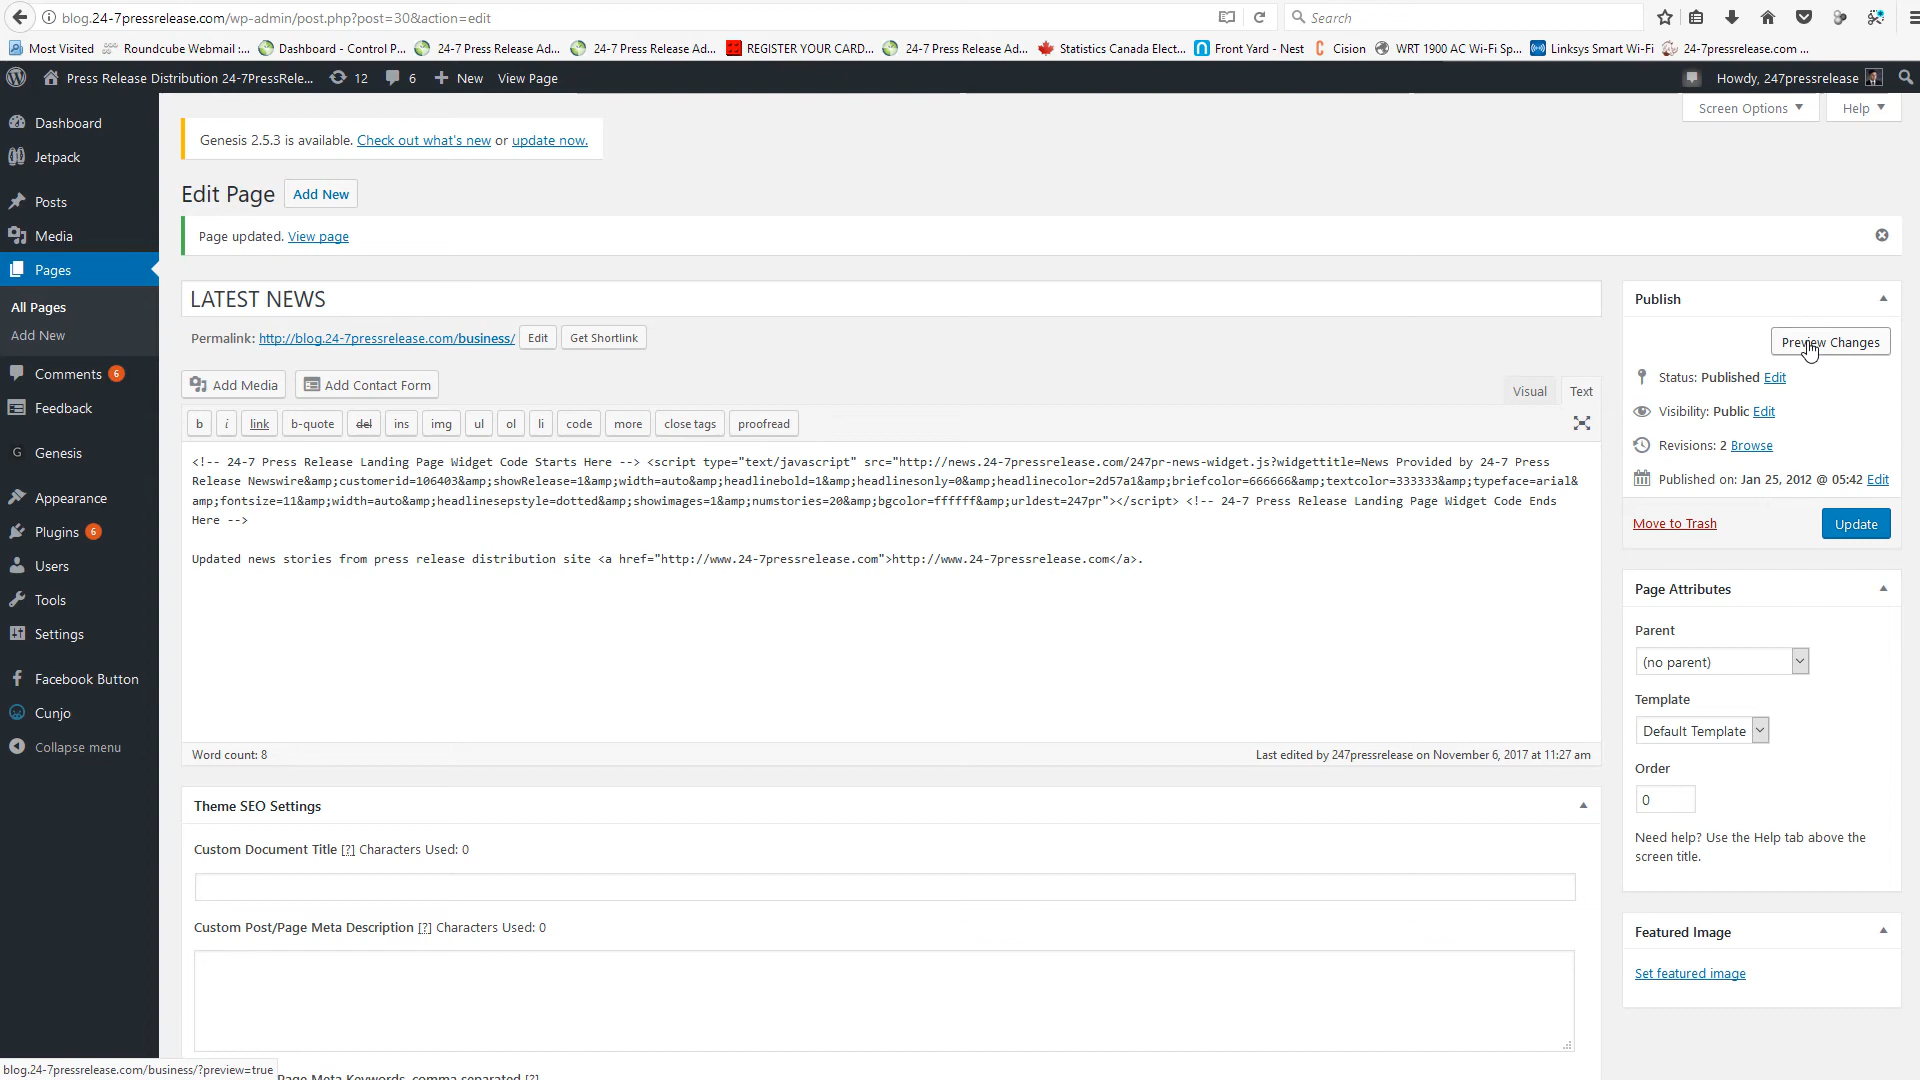 blog.24-7pressrelease.com/wp-admin/post.php?post=30&action=edit
Search
Most Visited
Roundcube Webmail :...
Dashboard - Control P...
24-7 Press Release Ad...
24-7 Press Release Ad...
REGISTER YOUR CARD...
24-7 Press Release Ad...
Statistics Canada Elect...
Front Yard - Nest
Cision
WRT 1900 AC Wi-Fi Sp...
Linksys Smart Wi-Fi
24-7pressrelease.com ...
Press Release Distribution 24-7PressRele...
12
6
New
View Page
Howdy, 247pressrelease
Screen Options
Help
Dashboard
Jetpack
Posts
Media
Pages
All Pages
Add New
Comments 6
Feedback
Genesis
Appearance
Plugins 6
Users
Tools
Settings
Facebook Button
Cunjo
Collapse menu
Genesis 2.5.3 is available. Check out what's new or update now.
Edit Page
Add New
Page updated. View page
LATEST NEWS
Permalink: http://blog.24-7pressrelease.com/business/
Edit
Get Shortlink
Add Media
Add Contact Form
Visual
Text
b
i
link
b-quote
del
ins
img
ul
ol
li
code
more
close tags
proofread
<!-- 24-7 Press Release Landing Page Widget Code Starts Here --> <script type="text/javascript" src="http://news.24-7pressrelease.com/247pr-news-widget.js?widgettitle=News Provided by 24-7 Press
Release Newswire&amp;customerid=106403&amp;showRelease=1&amp;width=auto&amp;headlinebold=1&amp;headlinesonly=0&amp;headlinecolor=2d57a1&amp;briefcolor=666666&amp;textcolor=333333&amp;typeface=arial&
amp;fontsize=11&amp;width=auto&amp;headlinesepstyle=dotted&amp;showimages=1&amp;numstories=20&amp;bgcolor=ffffff&amp;urldest=247pr"></script> <!-- 24-7 Press Release Landing Page Widget Code Ends
Here -->
Updated news stories from press release distribution site <a href="http://www.24-7pressrelease.com">http://www.24-7pressrelease.com</a>.
Word count: 8
Last edited by 247pressrelease on November 6, 2017 at 11:27 am
Theme SEO Settings
Custom Document Title [?] Characters Used: 0
Custom Post/Page Meta Description [?] Characters Used: 0
Page Meta Keywords, comma separated [?]
Publish
Preview Changes
Status: Published Edit
Visibility: Public Edit
Revisions: 2 Browse
Published on: Jan 25, 2012 @ 05:42 Edit
Move to Trash
Update
Page Attributes
Parent
(no parent)
Template
Default Template
Order
0
Need help? Use the Help tab above the
screen title.
Featured Image
Set featured image
blog.24-7pressrelease.com/business/?preview=true